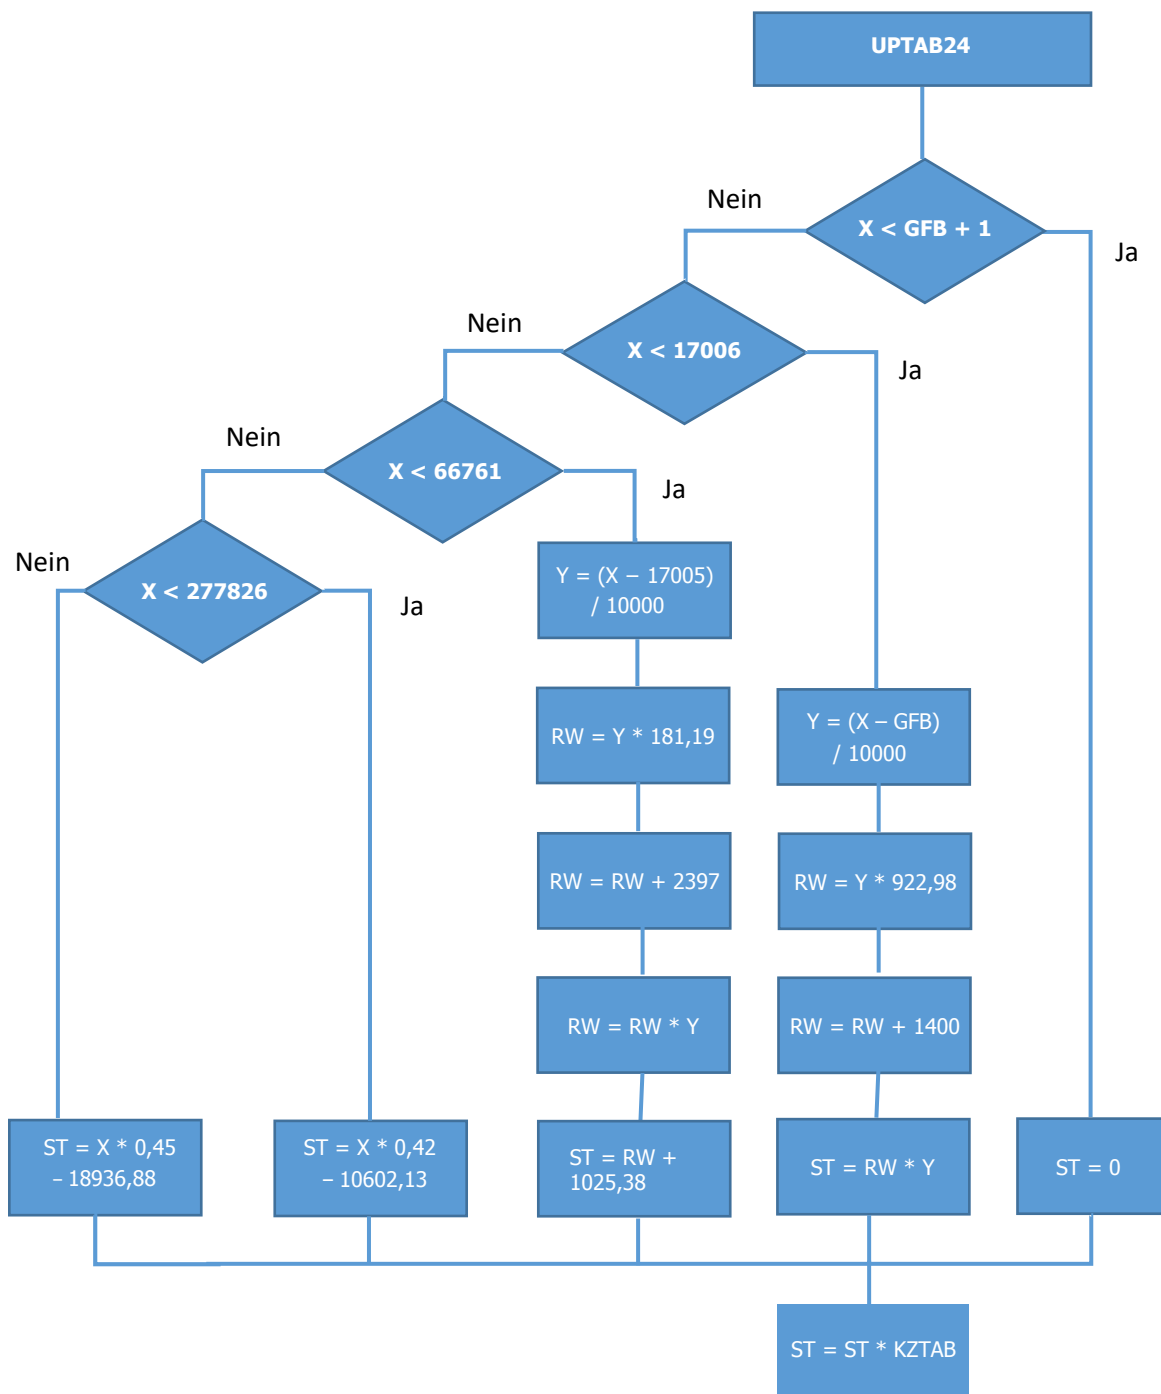 UPTAB24
Nein
X < GFB + 1
Ja
Nein
X < 17006
Ja
Nein
X < 66761
Ja
Nein
X < 277826
Ja
Y = (X – 17005)
/ 10000
RW = Y * 181,19
Y = (X – GFB)
/ 10000
RW = RW + 2397
RW = Y * 922,98
RW = RW * Y
RW = RW + 1400
ST = X * 0,45
– 18936,88
ST = X * 0,42
– 10602,13
ST = RW +
1025,38
ST = RW * Y
ST = 0
ST = ST * KZTAB